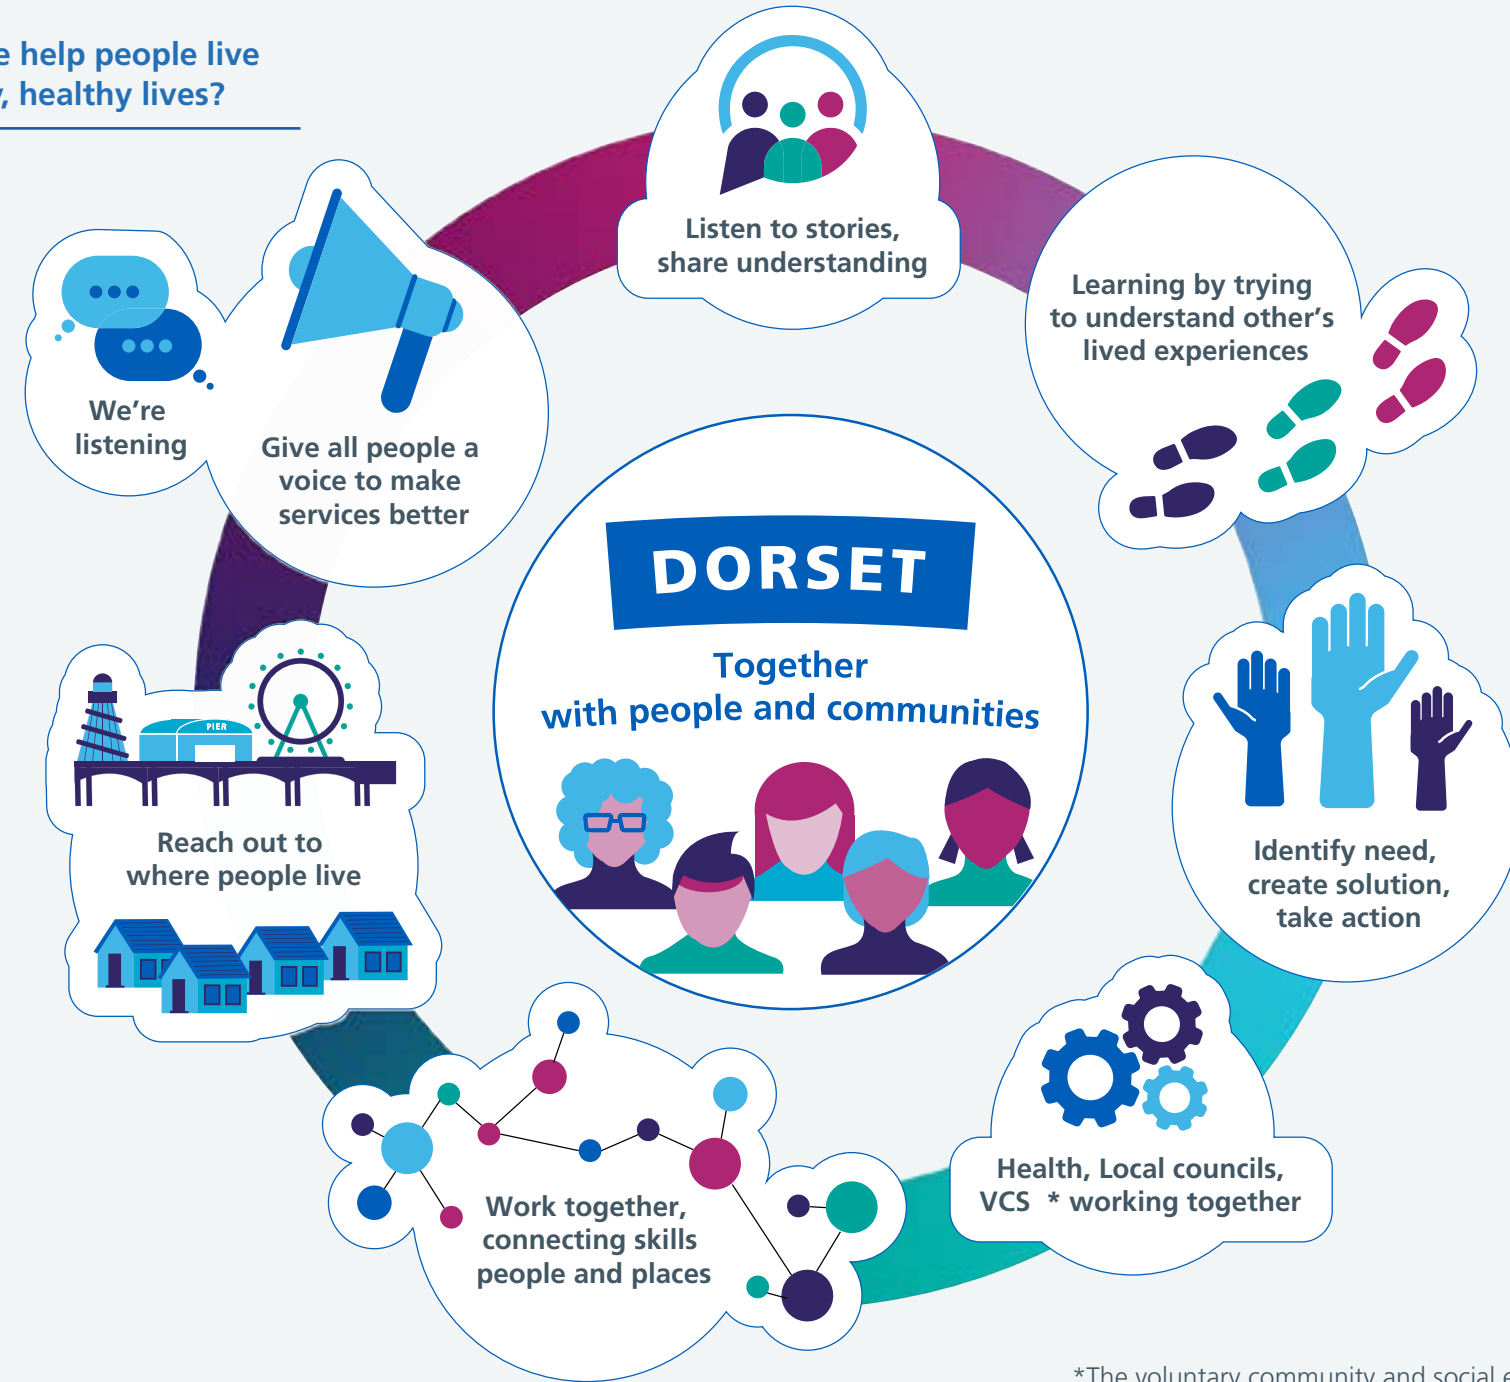 e help people live
, healthy lives?
Listen to stories,
share understanding
Learning by trying
to understand other's
lived experiences
We're
listening
Give all people a
voice to make
services better
DORSET
Together
with people and communities
PIER
Reach out to
where people live
Identify need,
create solution,
take action
Health, Local councils,
VCS * working together
Work together,
connecting skills
people and places
*The voluntary community and social